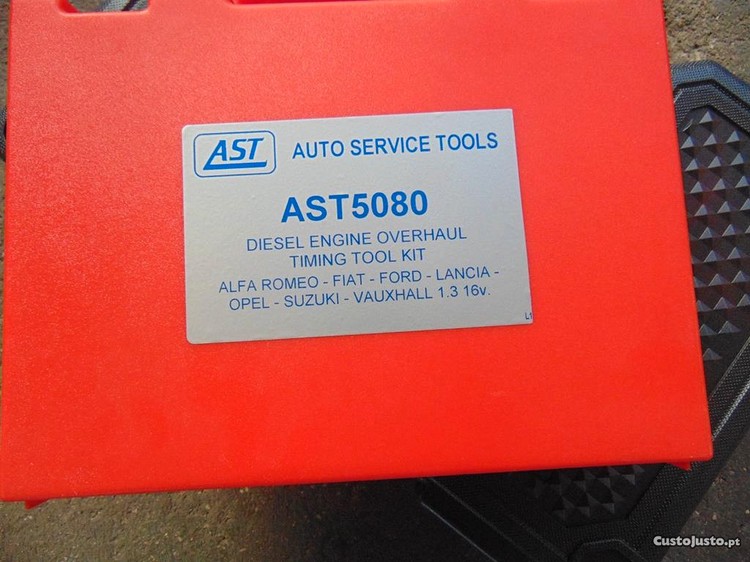 AST AUTO SERVICE TOOLS
AST5080
DIESEL ENGINE OVERHAUL
TIMING TOOL KIT
ALFA ROMEO - FIAT - FORD - LANCIA -
OPEL - SUZUKI - VAUXHALL 1.3 16v.
CustoJusto.pt